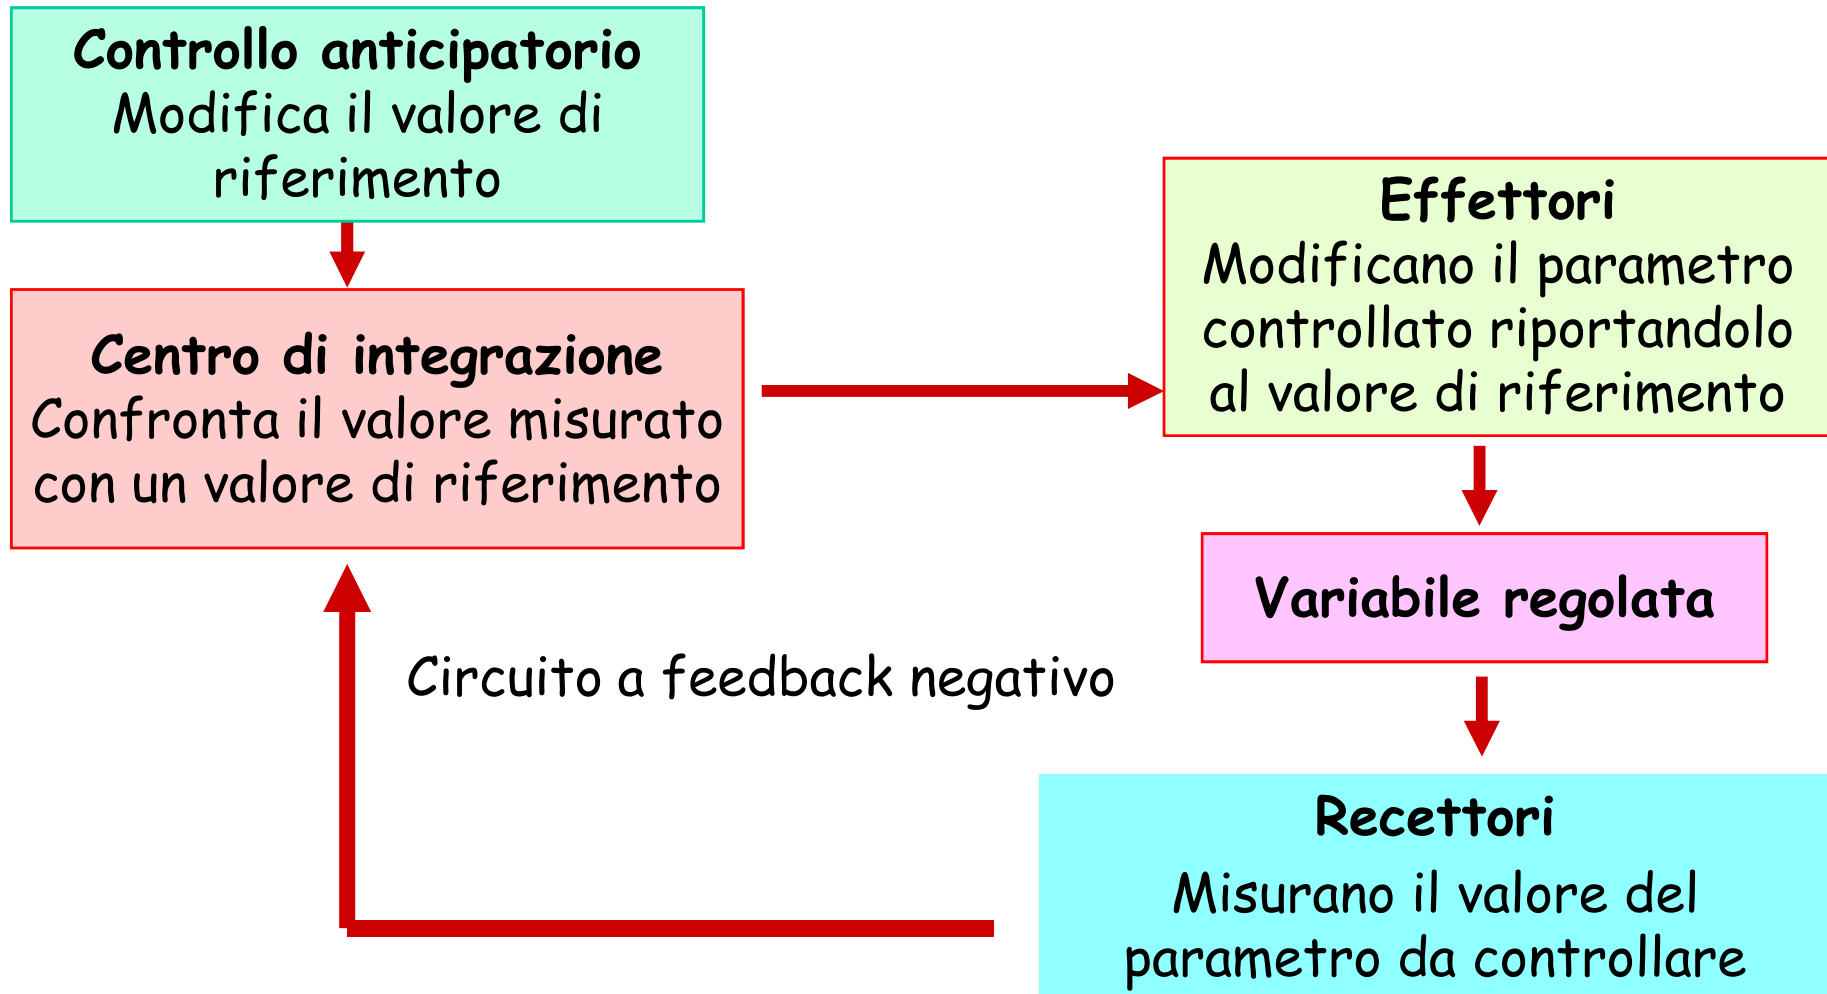 Controllo anticipatorio
Modifica il valore di
riferimento
Centro di integrazione
Confronta il valore misurato
con un valore di riferimento
Effettori
Modificano il parametro
controllato riportandolo
al valore di riferimento
Variabile regolata
Circuito a feedback negativo
Recettori
Misurano il valore del
parametro da controllare